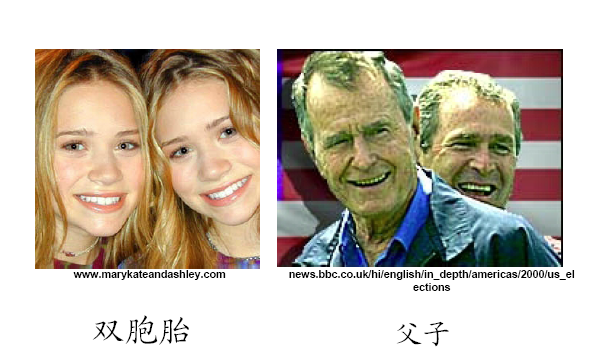 www.marykateandashley.com
news.bbc.co.uk/hi/english/in_depth/americas/2000/us_el
ections
双胞胎
父子